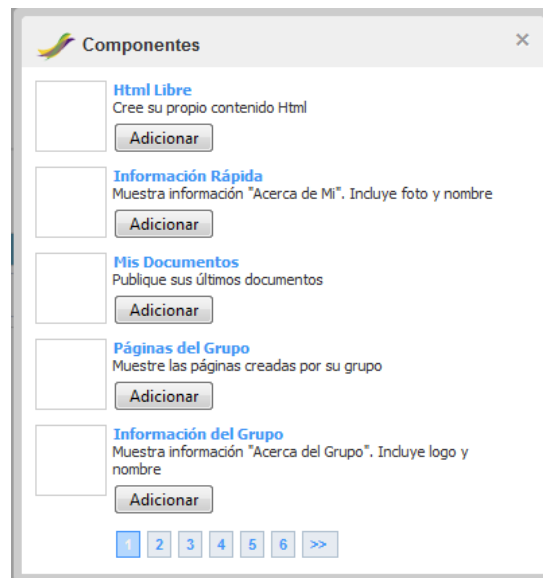 Componentes ×
Html Libre
Cree su propio contenido Html
Adicionar
Información Rápida
Muestra información "Acerca de Mi". Incluye foto y nombre
Adicionar
Mis Documentos
Publique sus últimos documentos
Adicionar
Páginas del Grupo
Muestre las páginas creadas por su grupo
Adicionar
Información del Grupo
Muestra información "Acerca del Grupo". Incluye logo y
nombre
Adicionar
1 2 3 4 5 6 >>